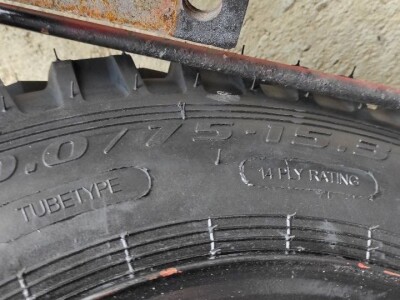 0.0/75-15.3
TUBETYPE
14 PLY RATING